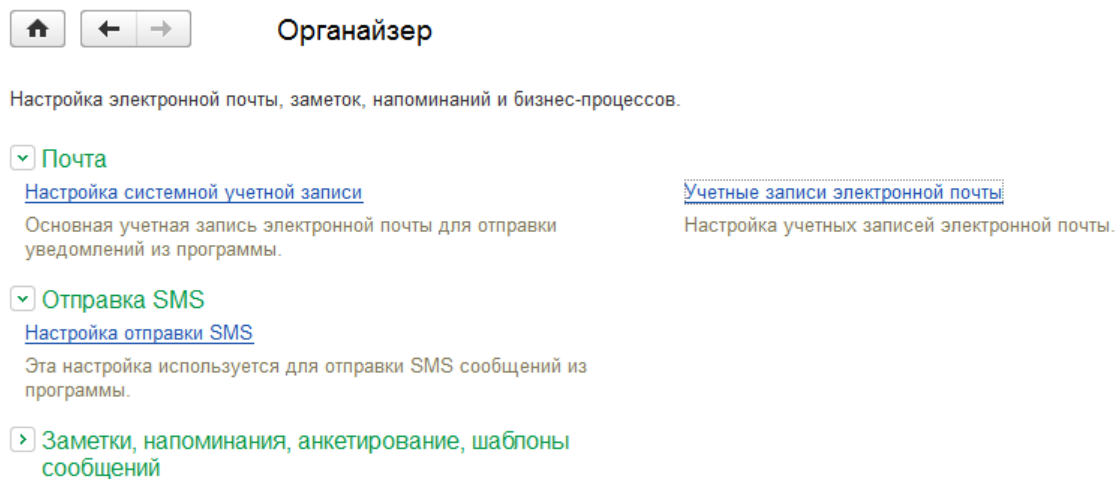 Органайзер
Настройка электронной почты, заметок, напоминаний и бизнес-процессов.
Почта
Настройка системной учетной записи
Основная учетная запись электронной почты для отправки
уведомлений из программы.
Учетные записи электронной почты
Настройка учетных записей электронной почты.
Отправка SMS
Настройка отправки SMS
Эта настройка используется для отправки SMS сообщений из
программы.
Заметки, напоминания, анкетирование, шаблоны
сообщений